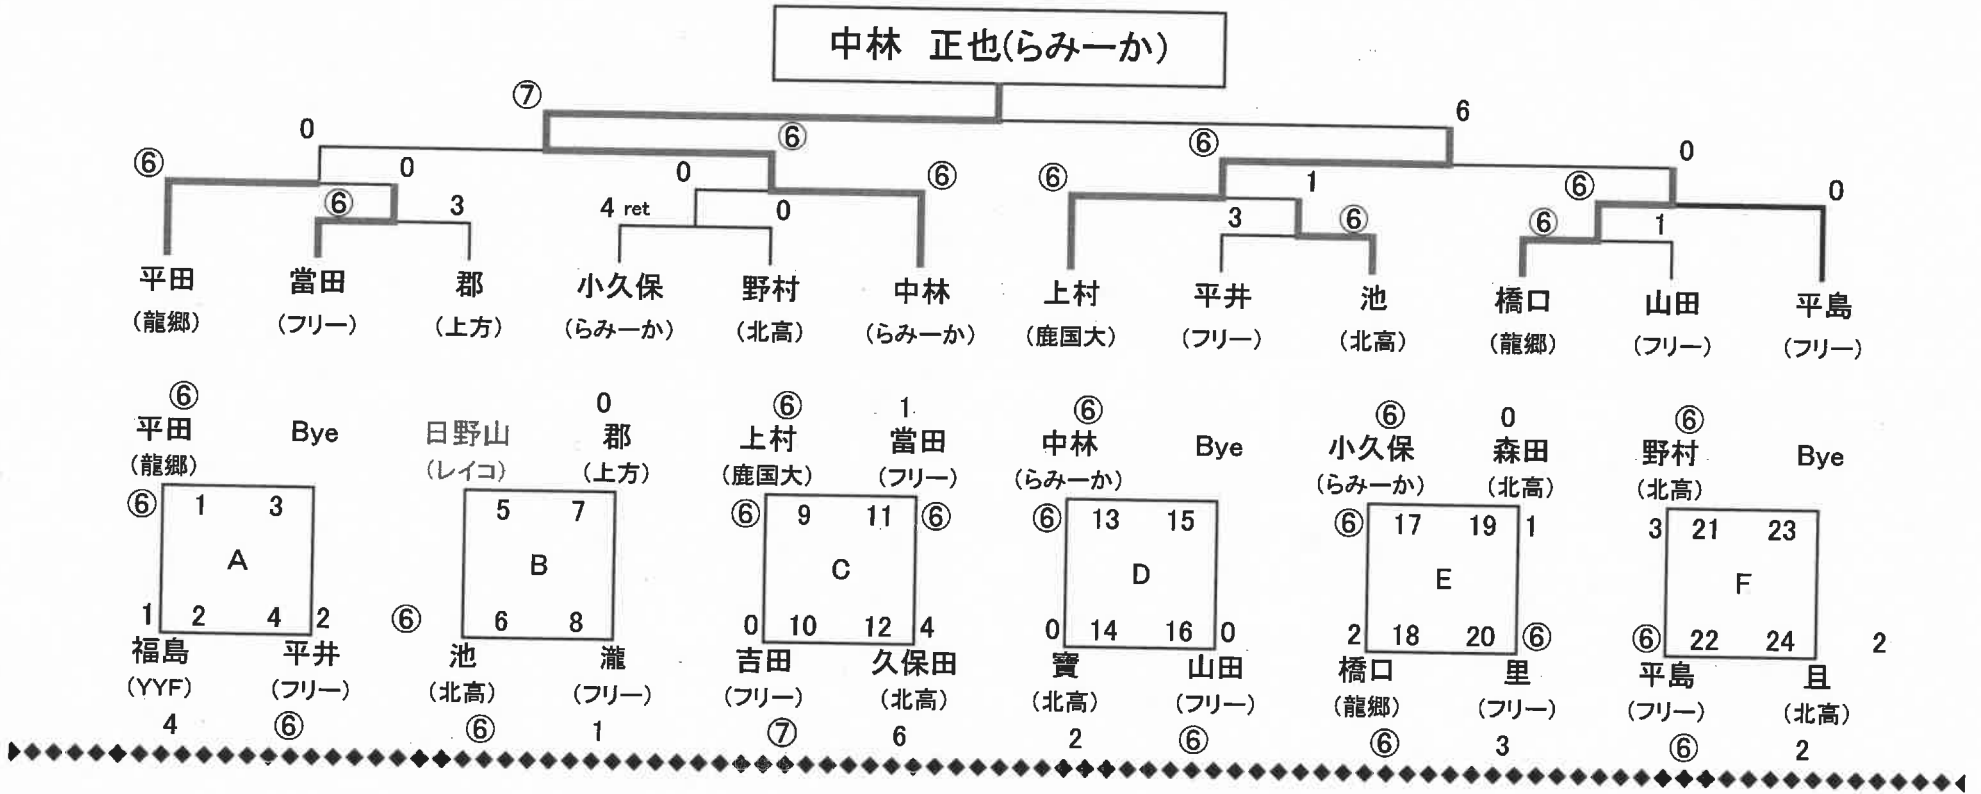 中林 正也(らみーか)
⑦ 6
0 ⑥ ⑥ 0
⑥ 0 0 ⑥ ⑥ 1 ⑥ 0
⑥ 3 4 ret 0 3 ⑥ ⑥ 1
平田 當田 郡 小久保 野村 中林 上村 平井 池 橋口 山田 平島
(龍郷) (フリー) (上方) (らみーか) (北高) (らみーか) (鹿国大) (フリー) (北高) (龍郷) (フリー) (フリー)
⑥ 0 ⑥ 1 ⑥ ⑥ 0 ⑥
平田 Bye 日野山 郡 上村 當田 中林 Bye 小久保 森田 野村 Bye
(龍郷) (レイコ) (上方) (鹿国大) (フリー) (らみーか) (らみーか) (北高) (北高)
⑥ 1 3 5 7 ⑥ 9 11 ⑥ ⑥ 13 15 ⑥ 17 19 1 3 21 23
A B C D E F
1 2 4 2 ⑥ 6 8 0 10 12 4 0 14 16 0 2 18 20 ⑥ ⑥ 22 24 2
福島 平井 池 瀧 吉田 久保田 寶 山田 橋口 里 平島 且
(YYF) (フリー) (北高) (フリー) (フリー) (北高) (北高) (フリー) (龍郷) (フリー) (フリー) (北高)
4 ⑥ ⑥ 1 ⑦ 6 2 ⑥ ⑥ 3 ⑥ 2